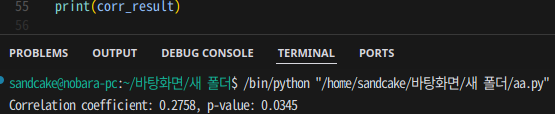 55 print(corr_result)
56
PROBLEMS OUTPUT DEBUG CONSOLE TERMINAL PORTS
sandcake@nobara-pc:~/바탕화면/새 폴더$ /bin/python "/home/sandcake/바탕화면/새 폴더/aa.py"
Correlation coefficient: 0.2758, p-value: 0.0345